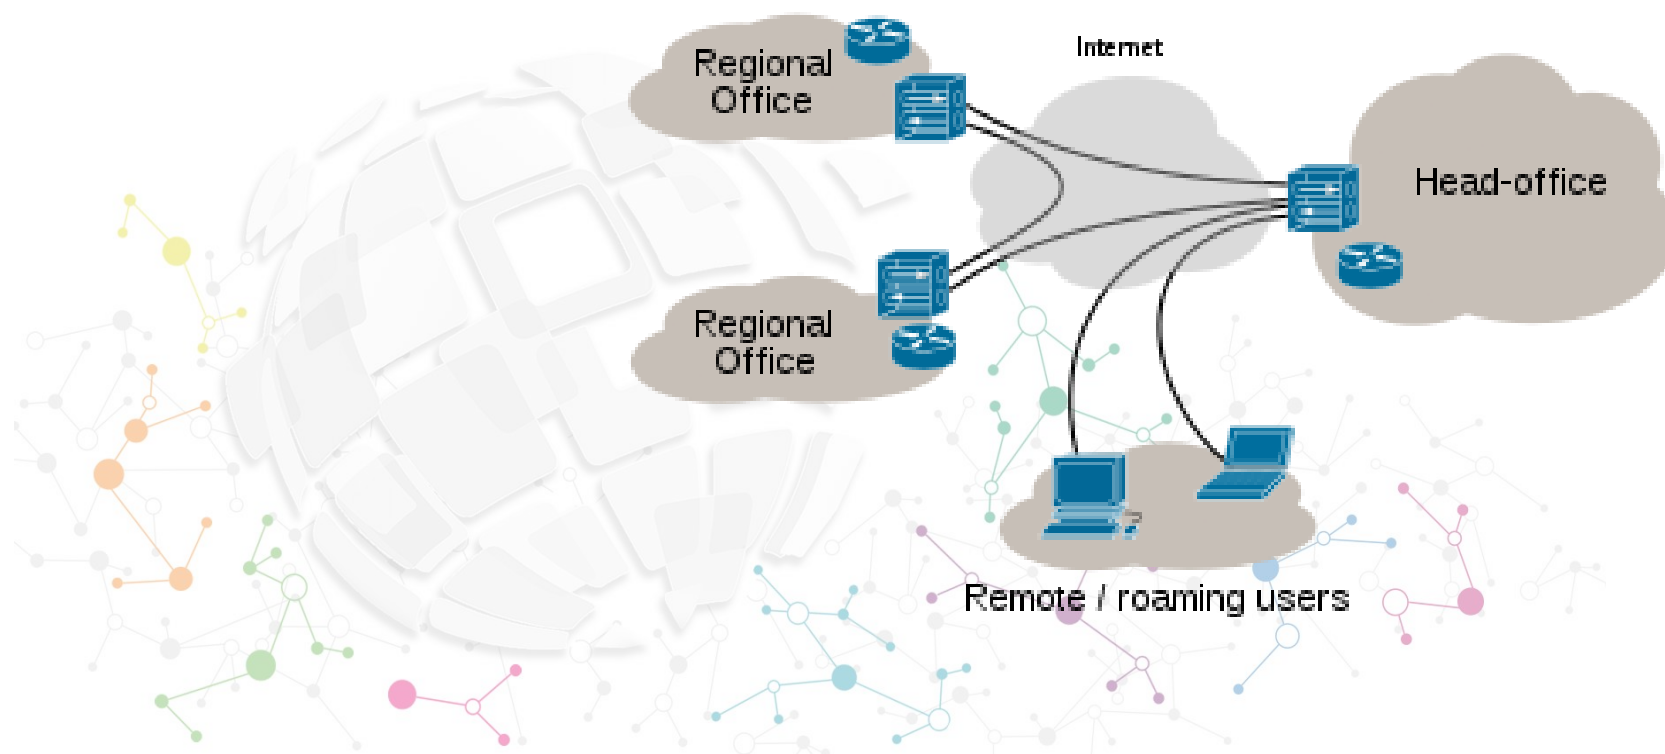 Internet
Regional
Office
Head-office
Regional
Office
Remote / roaming users